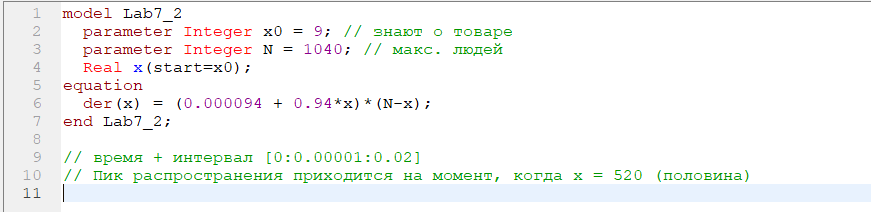 1 model Lab7_2
2 parameter Integer x0 = 9; // знают о товаре
3 parameter Integer N = 1040; // макс. людей
4 Real x(start=x0);
5 equation
6 der(x) = (0.000094 + 0.94*x)*(N-x);
7 end Lab7_2;
8
9 // время + интервал [0:0.00001:0.02]
10 // Пик распространения приходится на момент, когда x = 520 (половина)
11